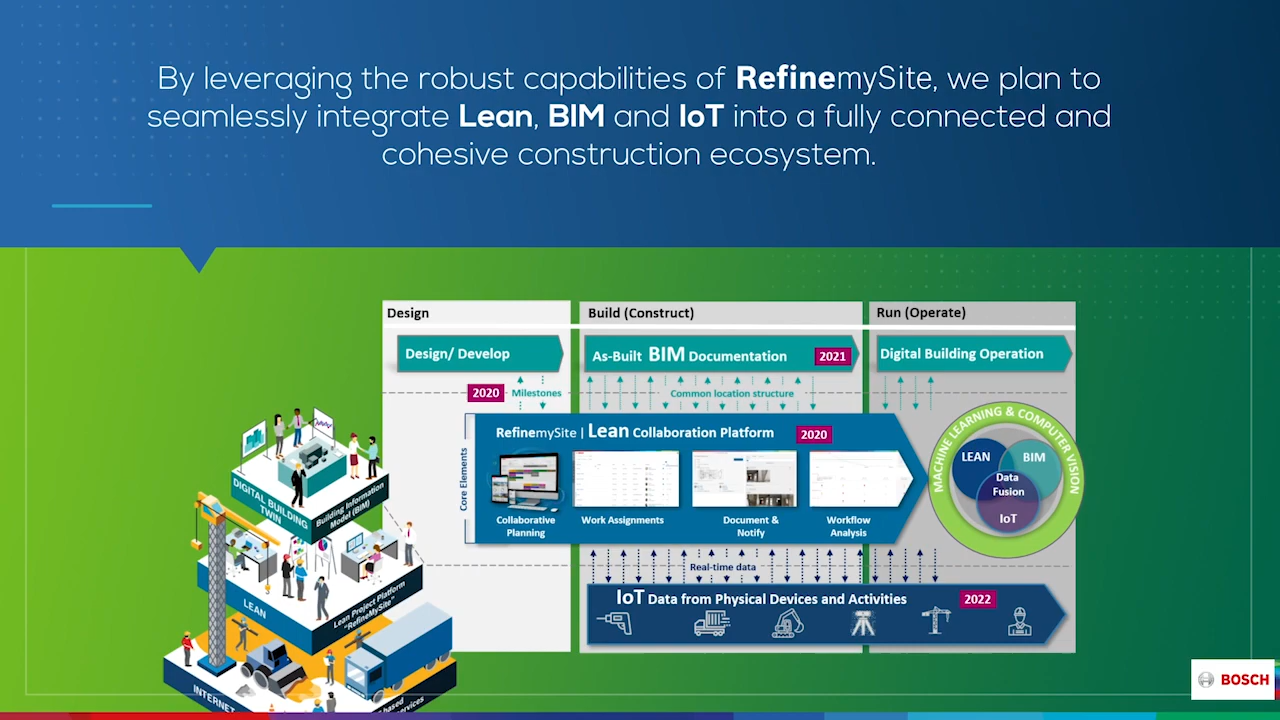 By leveraging the robust capabilities of RefinemySite, we plan to
seamlessly integrate Lean, BIM and IoT into a fully connected and
cohesive construction ecosystem.
Design
Build (Construct)
Run (Operate)
Design/ Develop
As-Built BIM Documentation
2021
Digital Building Operation
2020
Milestones
Common location structure
RefinemySite | Lean Collaboration Platform
2020
Core Elements
Collaborative
Planning
Work Assignments
Document &
Notify
Workflow
Analysis
MACHINE LEARNING & COMPUTER VISION
LEAN
BIM
Data
Fusion
IoT
Real-time data
IoT Data from Physical Devices and Activities
2022
DIGITAL BUILDING
TWIN
Building Information
Model (BIM)
LEAN
Lean Project Platform
"RefineMySite"
INTERNET
based
services
BOSCH